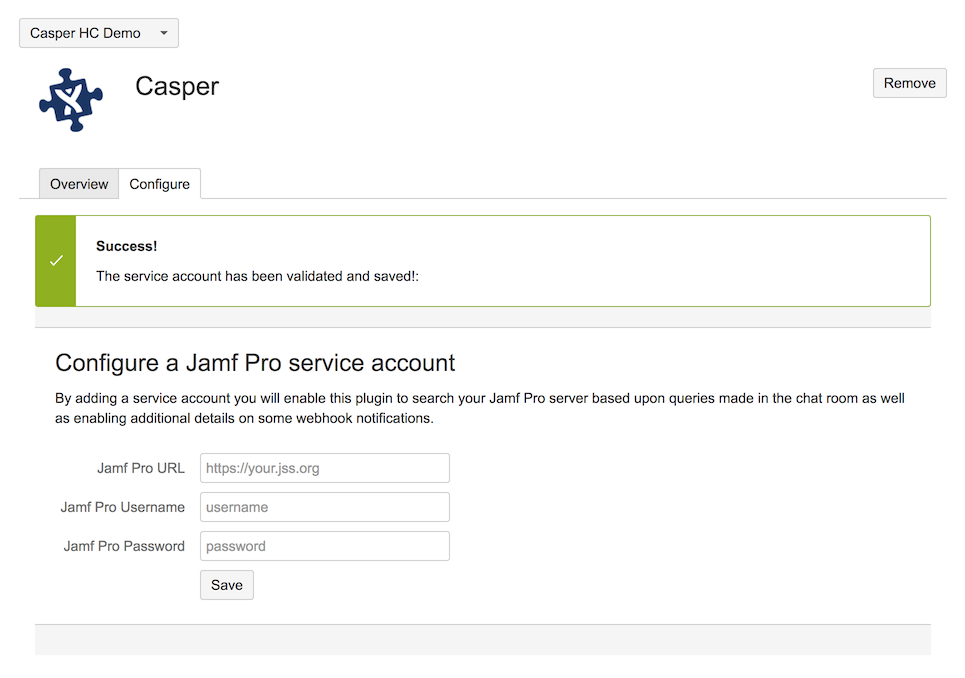 Casper HC Demo
Casper
Remove
Overview
Configure
Success!
The service account has been validated and saved!:
Configure a Jamf Pro service account
By adding a service account you will enable this plugin to search your Jamf Pro server based upon queries made in the chat room as well
as enabling additional details on some webhook notifications.
Jamf Pro URL
https://your.jss.org
Jamf Pro Username
username
Jamf Pro Password
password
Save